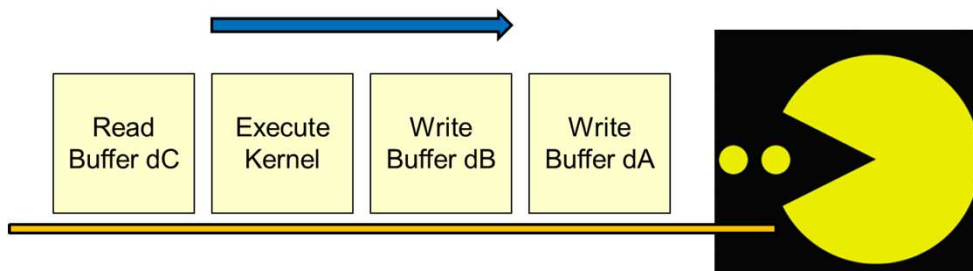 Read
Buffer dC
Execute
Kernel
Write
Buffer dB
Write
Buffer dA